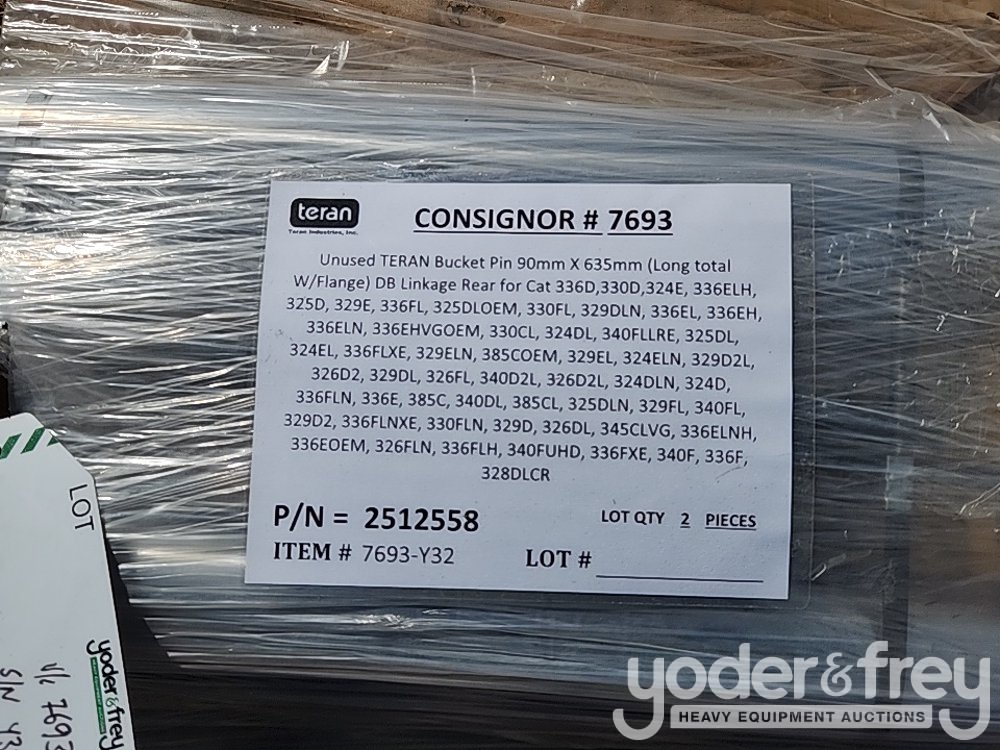 teran
Teran Industries, Inc.
CONSIGNOR # 7693
Unused TERAN Bucket Pin 90mm X 635mm (Long total
W/Flange) DB Linkage Rear for Cat 336D,330D,324E, 336ELH,
325D, 329E, 336FL, 325DLOEM, 330FL, 329DLN, 336EL, 336EH,
336ELN, 336EHVGOEM, 330CL, 324DL, 340FLLRE, 325DL,
324EL, 336FLXE, 329ELN, 385COEM, 329EL, 324ELN, 329D2L,
326D2, 329DL, 326FL, 340D2L, 326D2L, 324DLN, 324D,
336FLN, 336E, 385C, 340DL, 385CL, 325DLN, 329FL, 340FL,
329D2, 336FLNXE, 330FLN, 329D, 326DL, 345CLVG, 336ELNH,
336EOEM, 326FLN, 336FLH, 340FUHD, 336FXE, 340F, 336F,
328DLCR
P/N = 2512558
LOT QTY 2 PIECES
ITEM # 7693-Y32
LOT #
LOT
yoder&frey
V/C 7693
S/N Y3
yoder&frey
HEAVY EQUIPMENT AUCTIONS